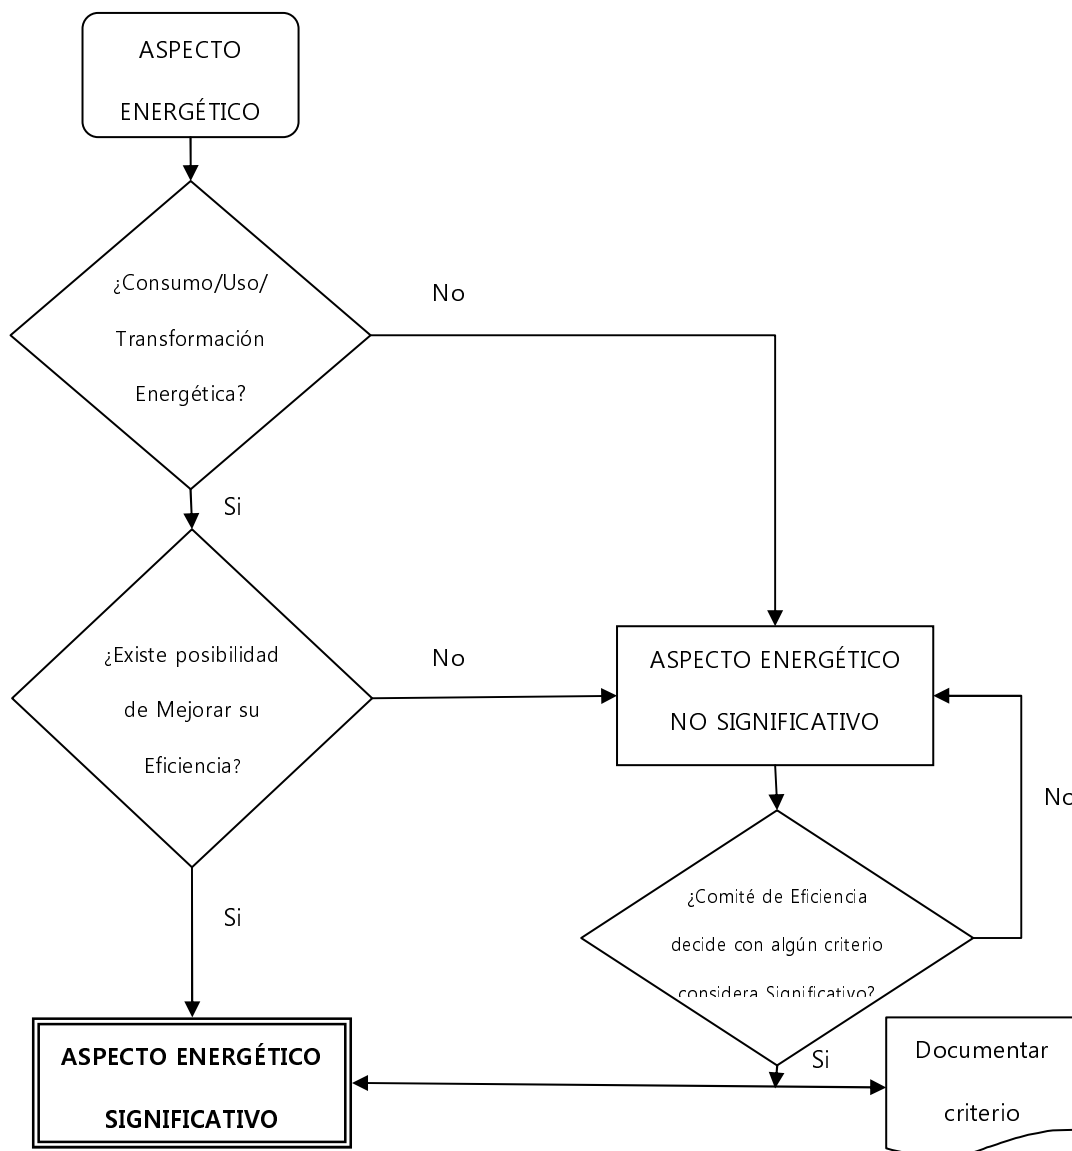 ASPECTO
ENERGÉTICO
¿Consumo/Uso/
Transformación
Energética?
No
Si
¿Existe posibilidad
de Mejorar su
Eficiencia?
No
ASPECTO ENERGÉTICO
NO SIGNIFICATIVO
No
¿Comité de Eficiencia
decide con algún criterio
considera Significativo?
Si
Si
ASPECTO ENERGÉTICO
SIGNIFICATIVO
Documentar
criterio